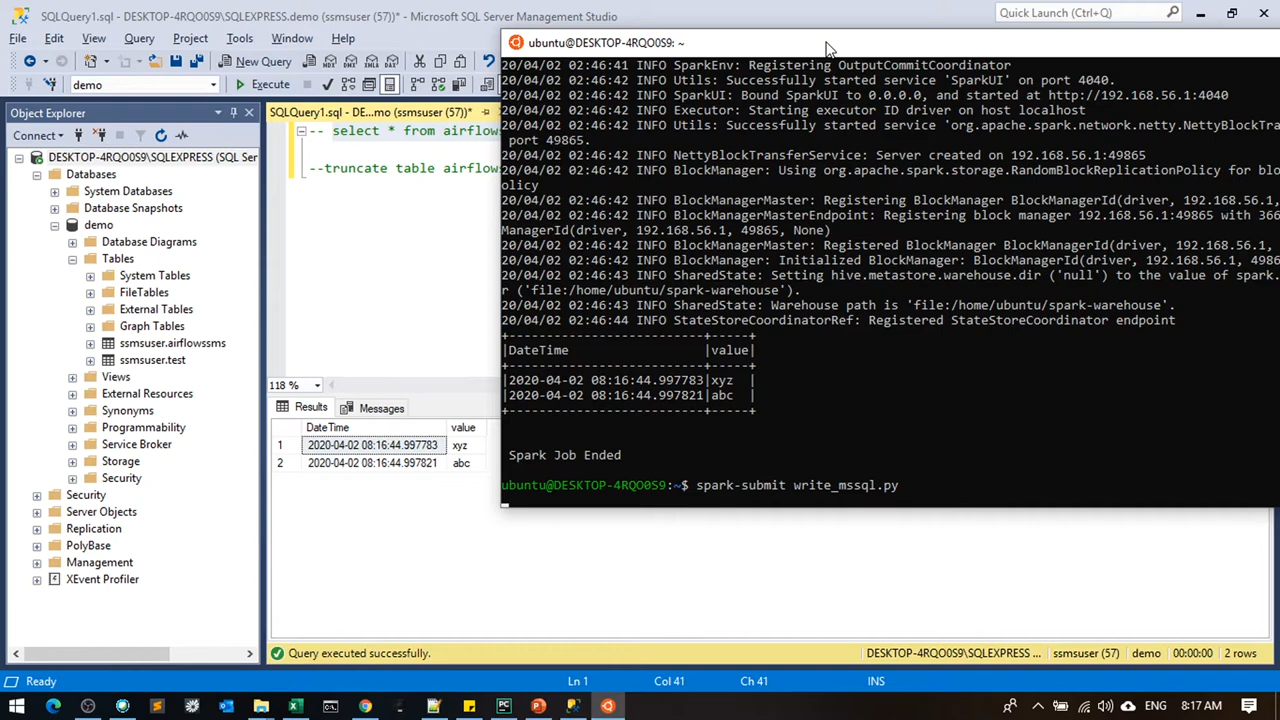 SQLQuery1.sql - DESKTOP-4RQO0S9\SQLEXPRESS.demo (ssmsuser (57))* - Microsoft SQL Server Management Studio
Quick Launch (Ctrl+Q)
File Edit View Query Project Tools Window Help
New Query
demo
Execute
Object Explorer
Connect
DESKTOP-4RQO0S9\SQLEXPRESS (SQL Ser
Databases
System Databases
Database Snapshots
demo
Database Diagrams
Tables
System Tables
FileTables
External Tables
Graph Tables
ssmsuser.airflowssms
ssmsuser.test
Views
External Resources
Synonyms
Programmability
Service Broker
Storage
Security
Security
Server Objects
Replication
PolyBase
Management
XEvent Profiler
SQLQuery1.sql - DE...mo (ssmsuser (57))*
-- select * from airflows
--truncate table airflows
118 %
Results Messages
DateTime value
1 2020-04-02 08:16:44.997783 xyz
2 2020-04-02 08:16:44.997821 abc
ubuntu@DESKTOP-4RQO0S9: ~
20/04/02 02:46:41 INFO SparkEnv: Registering OutputCommitCoordinator
20/04/02 02:46:42 INFO Utils: Successfully started service 'SparkUI' on port 4040.
20/04/02 02:46:42 INFO SparkUI: Bound SparkUI to 0.0.0.0, and started at http://192.168.56.1:4040
20/04/02 02:46:42 INFO Executor: Starting executor ID driver on host localhost
20/04/02 02:46:42 INFO Utils: Successfully started service 'org.apache.spark.network.netty.NettyBlockTra
port 49865.
20/04/02 02:46:42 INFO NettyBlockTransferService: Server created on 192.168.56.1:49865
20/04/02 02:46:42 INFO BlockManager: Using org.apache.spark.storage.RandomBlockReplicationPolicy for blo
olicy
20/04/02 02:46:42 INFO BlockManagerMaster: Registering BlockManager BlockManagerId(driver, 192.168.56.1,
20/04/02 02:46:42 INFO BlockManagerMasterEndpoint: Registering block manager 192.168.56.1:49865 with 366
ManagerId(driver, 192.168.56.1, 49865, None)
20/04/02 02:46:42 INFO BlockManagerMaster: Registered BlockManager BlockManagerId(driver, 192.168.56.1,
20/04/02 02:46:42 INFO BlockManager: Initialized BlockManager: BlockManagerId(driver, 192.168.56.1, 4986
20/04/02 02:46:43 INFO SharedState: Setting hive.metastore.warehouse.dir ('null') to the value of spark.
r ('file:/home/ubuntu/spark-warehouse').
20/04/02 02:46:43 INFO SharedState: Warehouse path is 'file:/home/ubuntu/spark-warehouse'.
20/04/02 02:46:44 INFO StateStoreCoordinatorRef: Registered StateStoreCoordinator endpoint
+--------------------------+-----+
|DateTime |value|
+--------------------------+-----+
|2020-04-02 08:16:44.997783|xyz |
|2020-04-02 08:16:44.997821|abc |
+--------------------------+-----+
Spark Job Ended
ubuntu@DESKTOP-4RQO0S9:~$ spark-submit write_mssql.py
Query executed successfully. DESKTOP-4RQO0S9\SQLEXPRESS ... ssmsuser (57) demo 00:00:00 2 rows
Ready Ln 1 Col 41 Ch 41 INS
ENG 8:17 AM